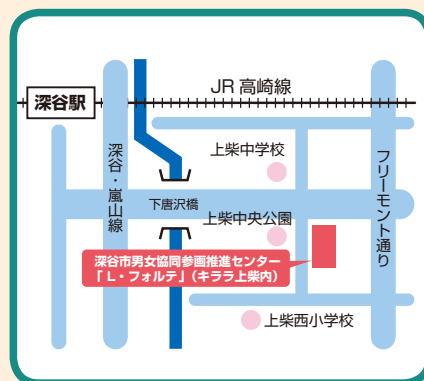 JR 高崎線
深谷駅
上柴中学校
深谷・嵐山線
フリーモント通り
下唐沢橋
上柴中央公園
深谷市男女協同参画推進センター
「L・フォルテ」（キララ上柴内）
上柴西小学校